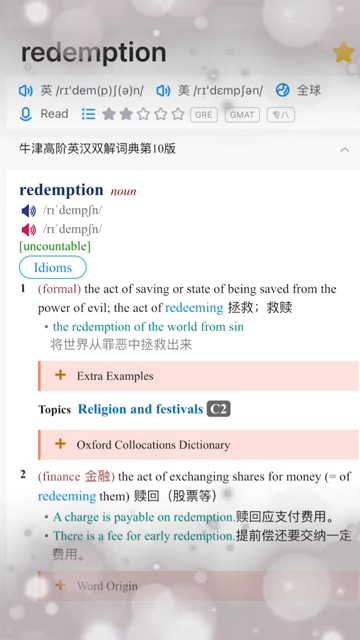 redemption
英 /rɪˈdem(p)ʃ(ə)n/ 美 /rɪˈdɛmpʃən/ 全球
Read GRE GMAT 专八
牛津高阶英汉双解词典第10版
redemption noun
/rɪˈdempʃn/
/rɪˈdempʃn/
[uncountable]
Idioms
1 (formal) the act of saving or state of being saved from the
power of evil; the act of redeeming 拯救；救赎
• the redemption of the world from sin
将世界从罪恶中拯救出来
+ Extra Examples
Topics Religion and festivals C2
+ Oxford Collocations Dictionary
2 (finance 金融) the act of exchanging shares for money (= of
redeeming them) 赎回（股票等）
• A charge is payable on redemption.赎回应支付费用。
• There is a fee for early redemption.提前偿还要交纳一定
费用。
+ Word Origin